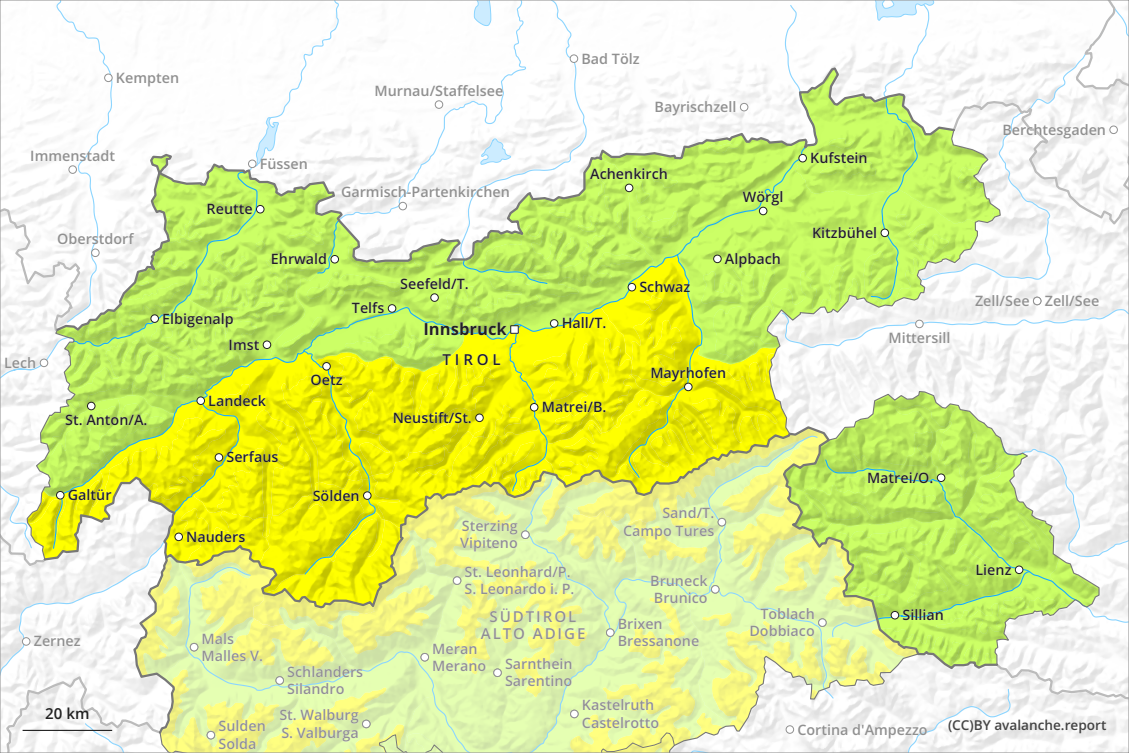 Kempten
Bad Tölz
Murnau/Staffelsee
Bayrischzell
Berchtesgaden
Immenstadt
Füssen
Kufstein
Achenkirch
Garmisch-Partenkirchen
Wörgl
Reutte
Kitzbühel
Oberstdorf
Ehrwald
Alpbach
Seefeld/T.
Schwaz
Zell/See
Zell/See
Telfs
Elbigenalp
Innsbruck
Hall/T.
Mittersill
Imst
TIROL
Lech
Oetz
Mayrhofen
Landeck
Matrei/B.
St. Anton/A.
Neustift/St.
Serfaus
Matrei/O.
Galtür
Sölden
Sand/T.
Campo Tures
Sterzing
Vipiteno
Nauders
Lienz
St. Leonhard/P.
S. Leonardo i. P.
Bruneck
Brunico
SÜDTIROL
ALTO ADIGE
Toblach
Dobbiaco
Sillian
Brixen
Bressanone
Zernez
Mals
Malles V.
Meran
Merano
Sarnthein
Sarentino
Schlanders
Silandro
St. Walburg
S. Valburga
Kastelruth
Castelrotto
Sulden
Solda
Cortina d'Ampezzo
20 km
(CC)BY avalanche.report